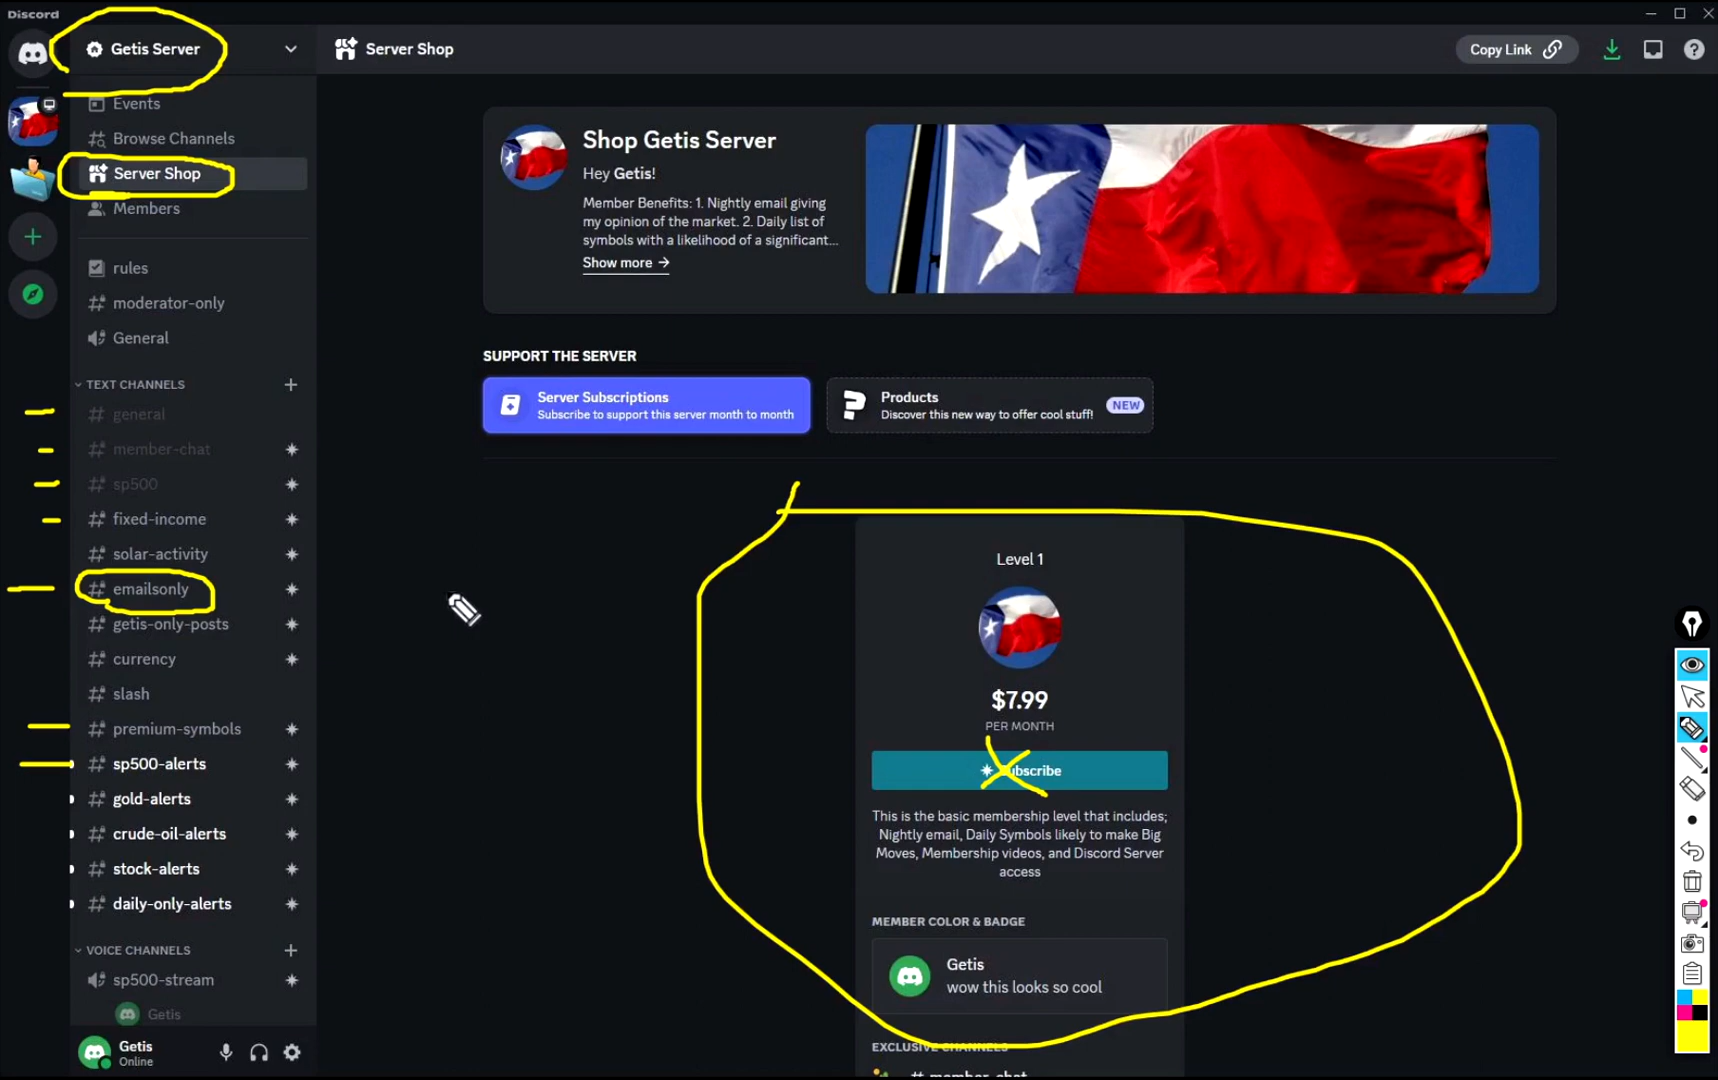 Discord
Getis Server
Server Shop
Copy Link
Events
Browse Channels
Server Shop
Members
rules
moderator-only
General
TEXT CHANNELS
general
member-chat
sp500
fixed-income
solar-activity
emailsonly
getis-only-posts
currency
slash
premium-symbols
sp500-alerts
gold-alerts
crude-oil-alerts
stock-alerts
daily-only-alerts
VOICE CHANNELS
sp500-stream
Getis
Getis
Online
Shop Getis Server
Hey Getis!
Member Benefits: 1. Nightly email giving
my opinion of the market. 2. Daily list of
symbols with a likelihood of a significant...
Show more →
SUPPORT THE SERVER
Server Subscriptions
Subscribe to support this server month to month
Products
Discover this new way to offer cool stuff!
NEW
Level 1
$7.99
PER MONTH
Subscribe
This is the basic membership level that includes;
Nightly email, Daily Symbols likely to make Big
Moves, Membership videos, and Discord Server
access
MEMBER COLOR & BADGE
Getis
wow this looks so cool
EXCLUSIVE CHANNELS
# member-chat